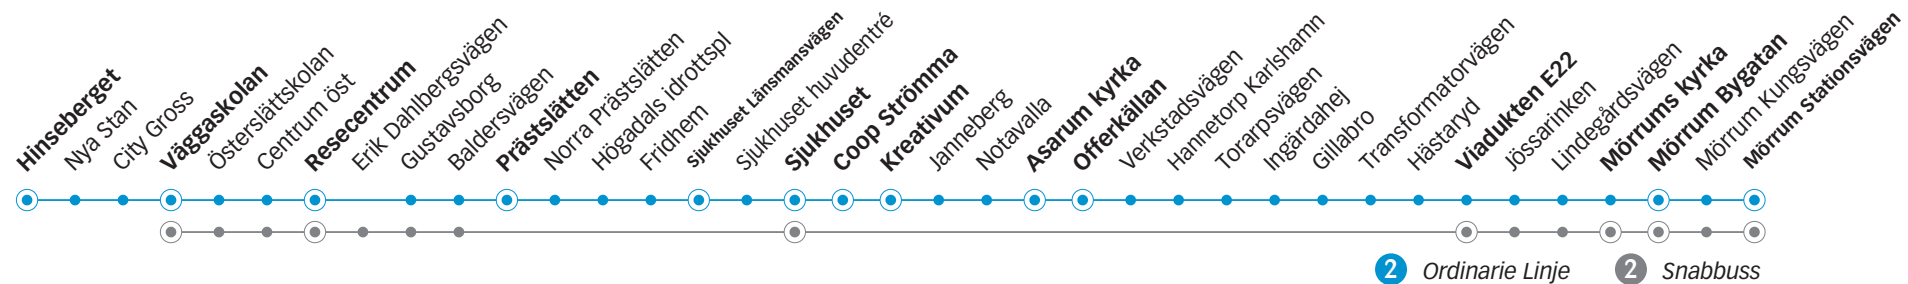 Hinseberget
Nya Stan
City Gross
Väggaskolan
Österslättskolan
Centrum öst
Resecentrum
Erik Dahlbergsvägen
Gustavsborg
Baldersvägen
Prästslätten
Norra Prästslätten
Högadals idrottspl
Fridhem
Sjukhuset Länsmansvägen
Sjukhuset huvudentré
Sjukhuset
Coop Strömma
Kreativum
Janneberg
Notavalla
Asarum kyrka
Offerkällan
Verkstadsvägen
Hannetorp Karlshamn
Torarpsvägen
Ingärdahej
Gillabro
Transformatorvägen
Hästaryd
Viadukten E22
Jössarinken
Lindegårdsvägen
Mörrums kyrka
Mörrum Bygatan
Mörrum Kungsvägen
Mörrum Stationsvägen
2 Ordinarie Linje
2 Snabbuss